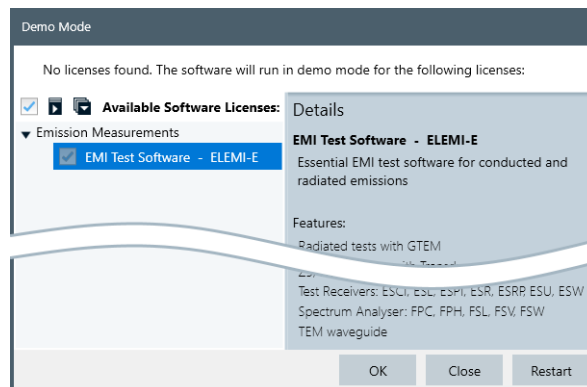 Demo Mode
No licenses found. The software will run in demo mode for the following licenses:
Available Software Licenses:
Emission Measurements
EMI Test Software - ELEMI-E
Details
EMI Test Software - ELEMI-E
Essential EMI test software for conducted and
radiated emissions
Features:
Radiated tests with GTEM
Test Receivers: ESCI, ESL, ESPI, ESR, ESRP, ESU, ESW
Spectrum Analyser: FPC, FPH, FSL, FSV, FSW
TEM waveguide
OK Close Restart